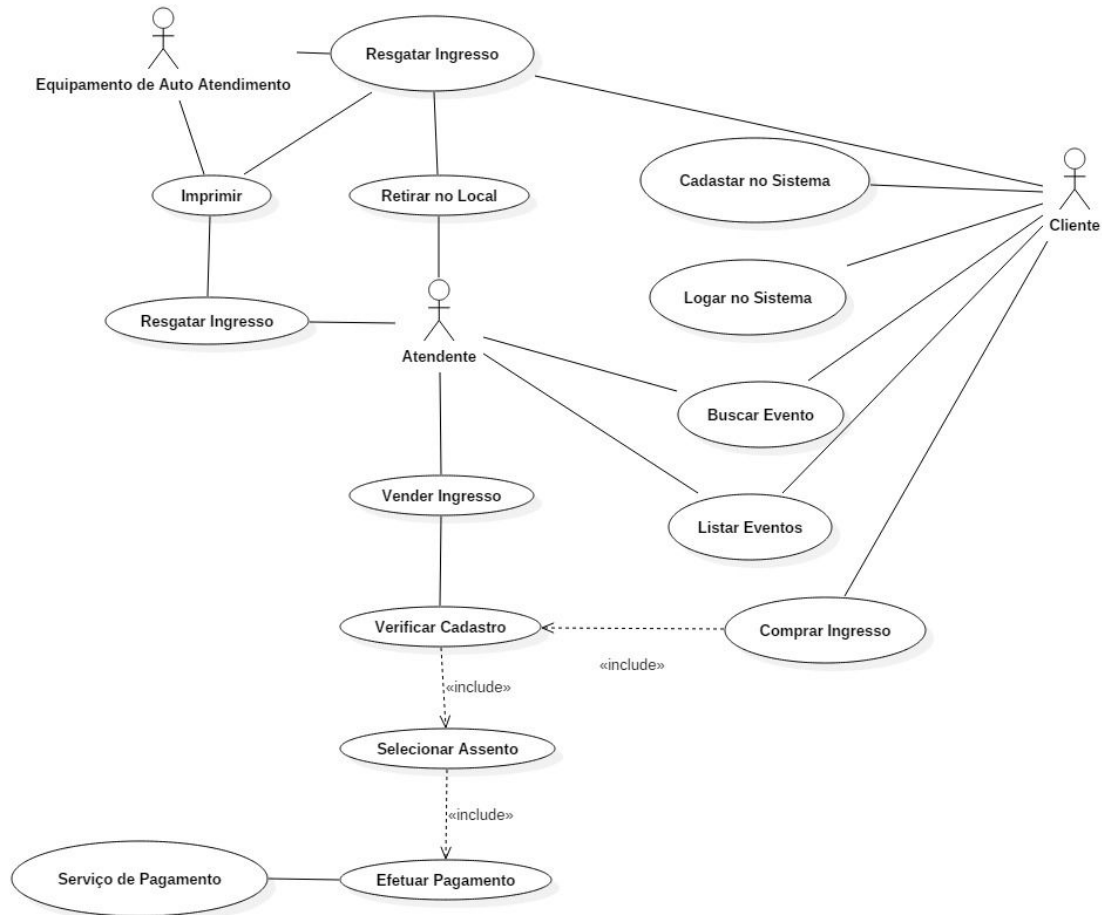 Resgatar Ingresso
Equipamento de Auto Atendimento
Cadastar no Sistema
Imprimir
Retirar no Local
Cliente
Logar no Sistema
Resgatar Ingresso
Atendente
Buscar Evento
Vender Ingresso
Listar Eventos
Verificar Cadastro
Comprar Ingresso
«include»
«include»
Selecionar Assento
«include»
Serviço de Pagamento
Efetuar Pagamento